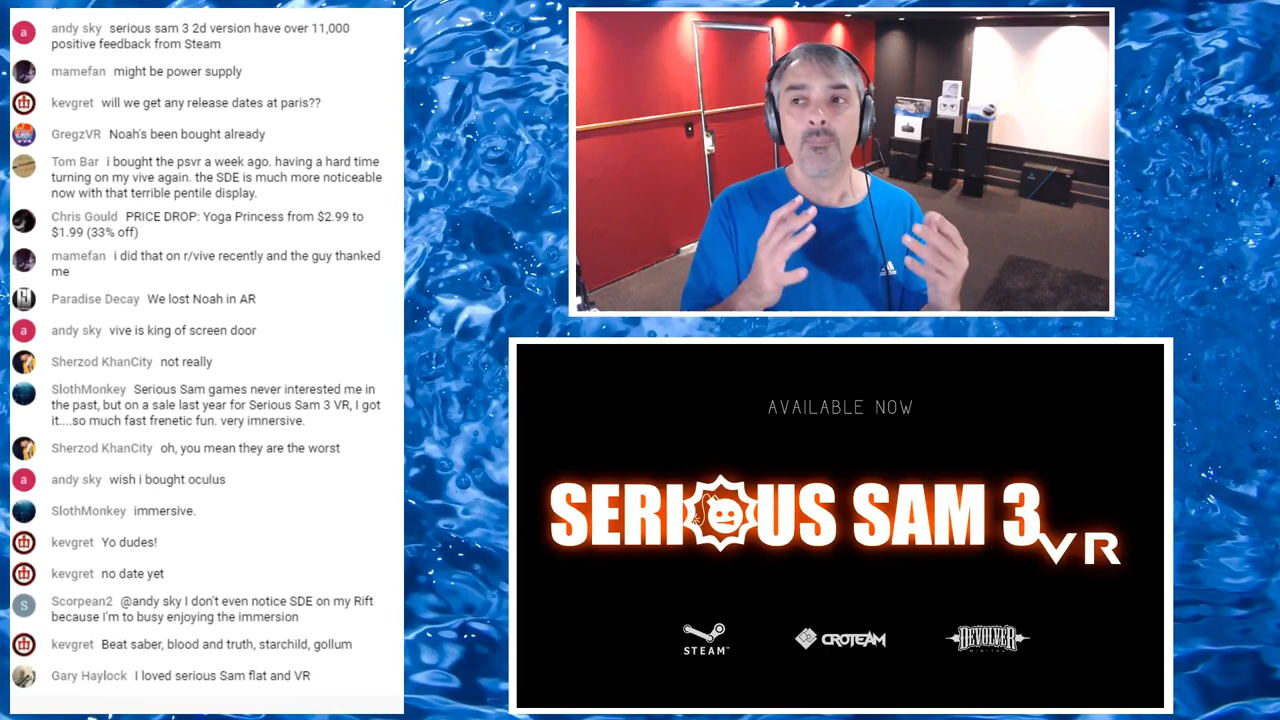 andy sky serious sam 3 2d version have over 11,000
positive feedback from Steam
mamefan might be power supply
kevgret will we get any release dates at paris??
GregzVR Noah's been bought already
Tom Bar i bought the psvr a week ago. having a hard time
turning on my vive again. the SDE is much more noticeable
now with that terrible pentile display.
Chris Gould PRICE DROP: Yoga Princess from $2.99 to
$1.99 (33% off)
mamefan i did that on r/vive recently and the guy thanked
me
Paradise Decay We lost Noah in AR
a andy sky vive is king of screen door
Sherzod KhanCity not really
SlothMonkey Serious Sam games never interested me in
the past, but on a sale last year for Serious Sam 3 VR, I got
it....so much fast frenetic fun. very imnersive.
Sherzod KhanCity oh, you mean they are the worst
a andy sky wish i bought oculus
SlothMonkey immersive.
kevgret Yo dudes!
kevgret no date yet
S Scorpean2 @andy sky I don't even notice SDE on my Rift
because I'm to busy enjoying the immersion
kevgret Beat saber, blood and truth, starchild, gollum
Gary Haylock I loved serious Sam flat and VR
AVAILABLE NOW
SERIOUS SAM 3
VR
STEAM™
CROTEAM
DEVOLVER
DIGITAL